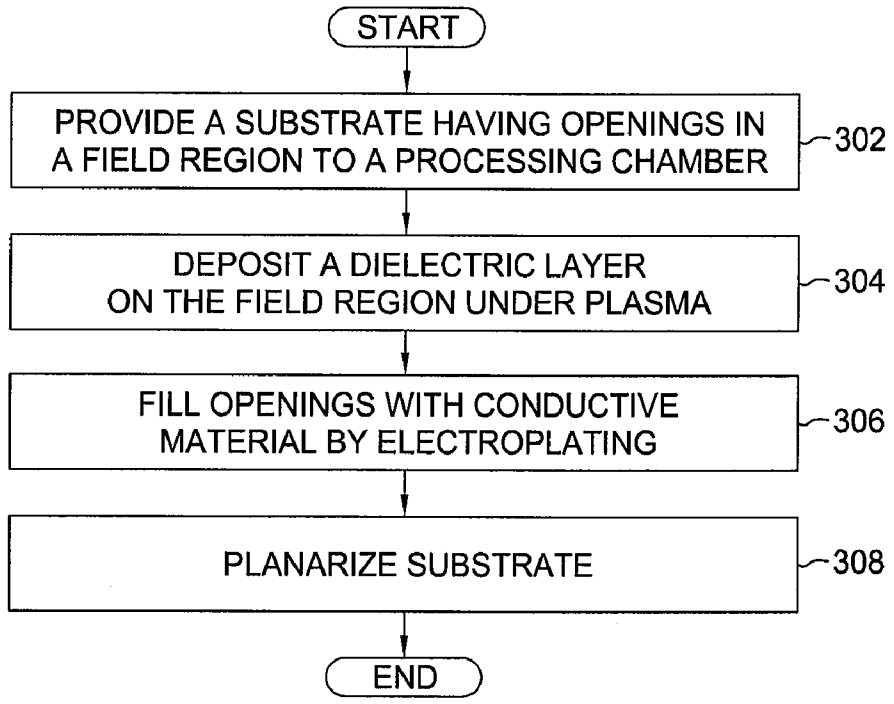 START
PROVIDE A SUBSTRATE HAVING OPENINGS IN
A FIELD REGION TO A PROCESSING CHAMBER
302
DEPOSIT A DIELECTRIC LAYER
ON THE FIELD REGION UNDER PLASMA
304
FILL OPENINGS WITH CONDUCTIVE
MATERIAL BY ELECTROPLATING
306
PLANARIZE SUBSTRATE
308
END